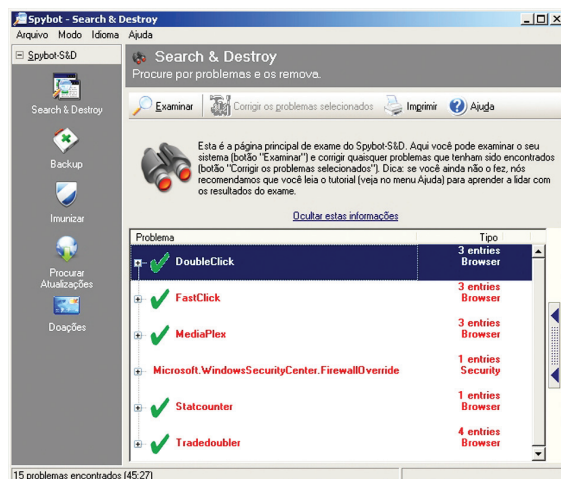 Spybot - Search & Destroy
Arquivo Modo Idioma Ajuda
Spybot-S&D
Search & Destroy
Procure por problemas e os remova.
Search & Destroy
Backup
Imunizar
Procurar
Atualizações
Doações
Examinar Corrigir os problemas selecionados Imprimir Ajuda
Esta é a página principal de exame do Spybot-S&D. Aqui você pode examinar o seu
sistema (botão "Examinar") e corrigir quaisquer problemas que tenham sido encontrados
(botão "Corrigir os problemas selecionados"). Dica: se você ainda não o fez, nós
recomendamos que você leia o tutorial (veja no menu Ajuda) para aprender a lidar com
os resultados do exame.
Ocultar estas informações
Problema Tipo
DoubleClick 3 entries
Browser
FastClick 3 entries
Browser
MediaPlex 3 entries
Browser
Microsoft.WindowsSecurityCenter.FirewallOverride 1 entries
Security
Statcounter 1 entries
Browser
Tradedoubler 4 entries
Browser
15 problemas encontrados (45:27)